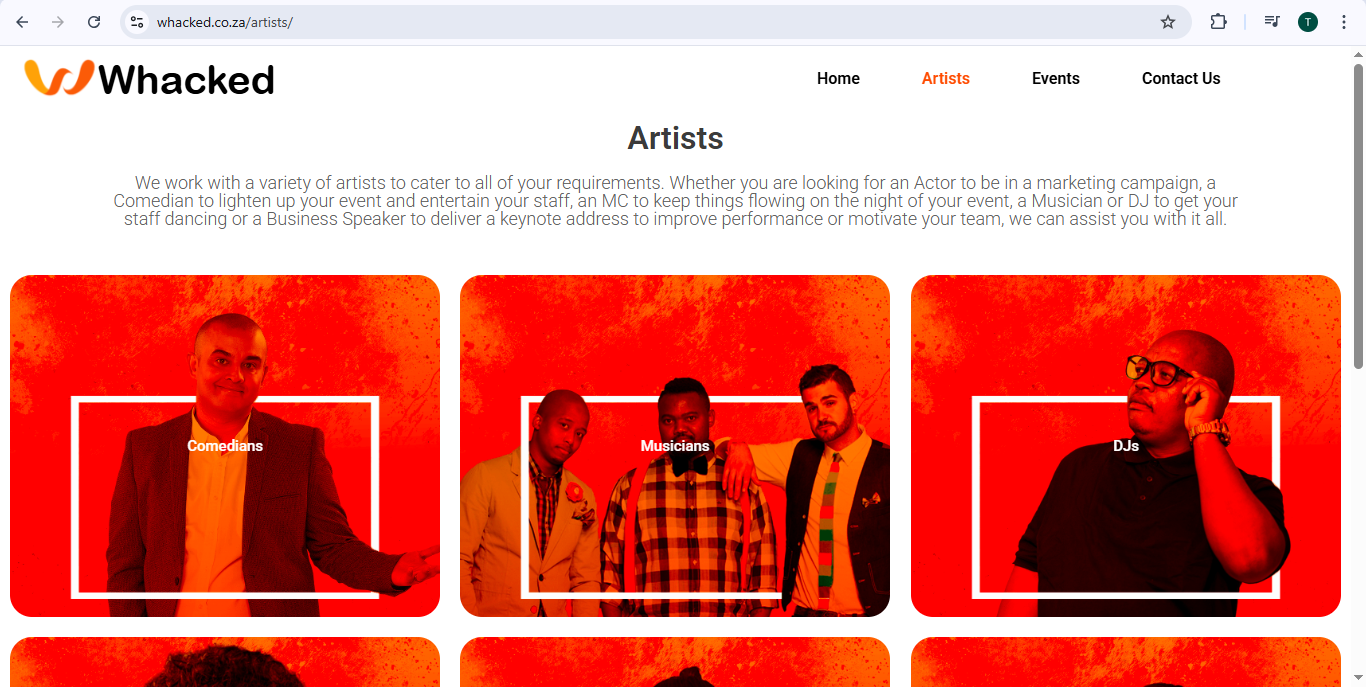 whacked.co.za/artists/
T
Whacked
Home Artists Events Contact Us
Artists
We work with a variety of artists to cater to all of your requirements. Whether you are looking for an Actor to be in a marketing campaign, a
Comedian to lighten up your event and entertain your staff, an MC to keep things flowing on the night of your event, a Musician or DJ to get your
staff dancing or a Business Speaker to deliver a keynote address to improve performance or motivate your team, we can assist you with it all.
Comedians
Musicians
DJs